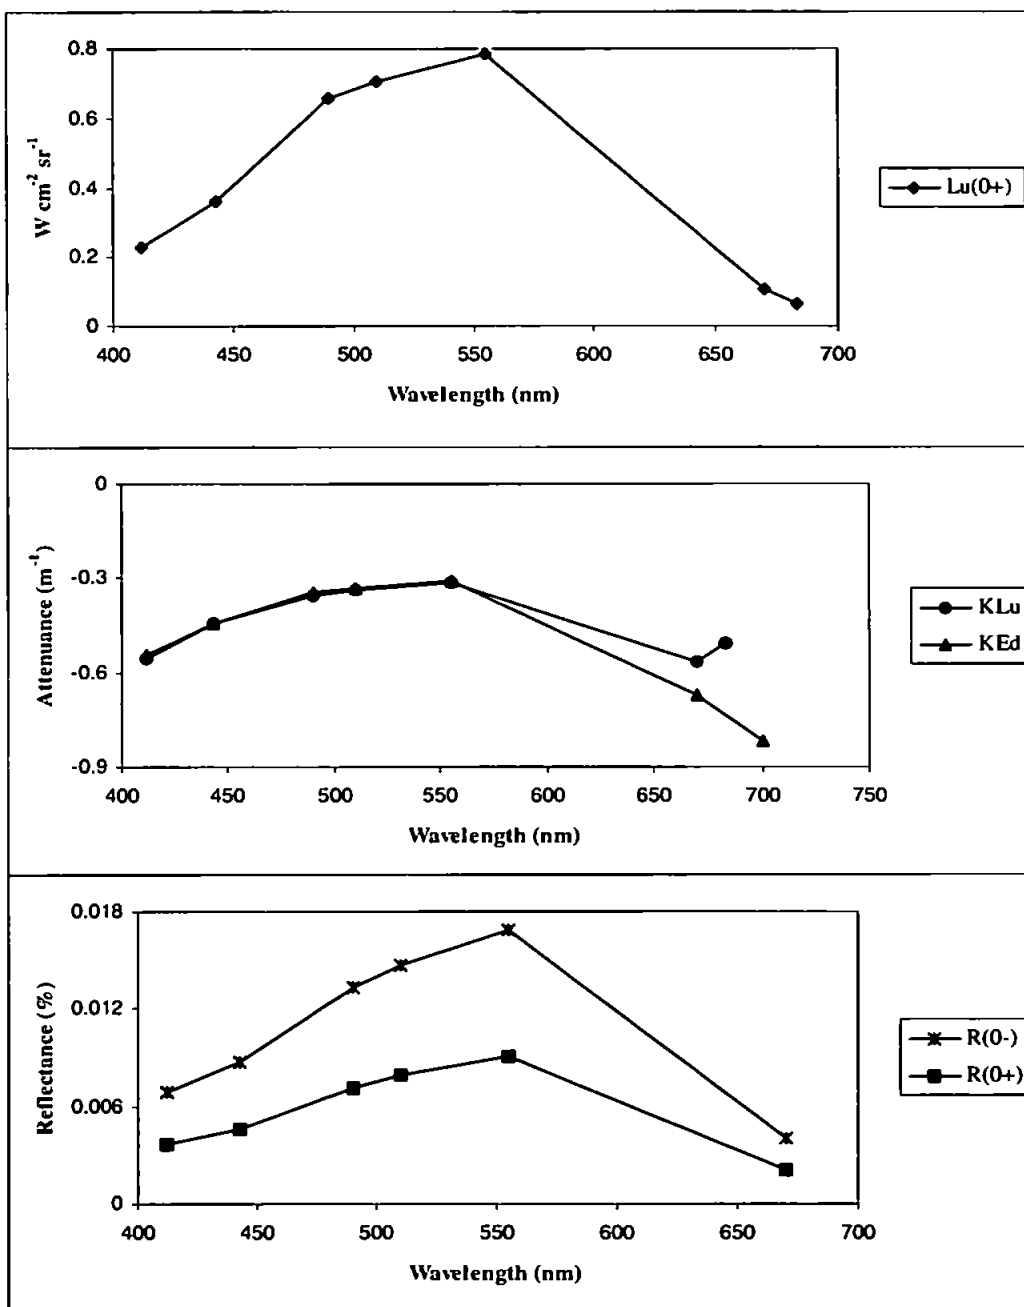 0.8
0.6
0.4
0.2
0
W cm-2 sr-1
400 450 500 550 600 650 700
Wavelength (nm)
Lu(0+)
0
-0.3
-0.6
-0.9
Attenuance (m-1)
400 450 500 550 600 650 700 750
Wavelength (nm)
KLu
KEd
0.018
0.012
0.006
0
Reflectance (%)
400 450 500 550 600 650 700
Wavelength (nm)
R(0-)
R(0+)